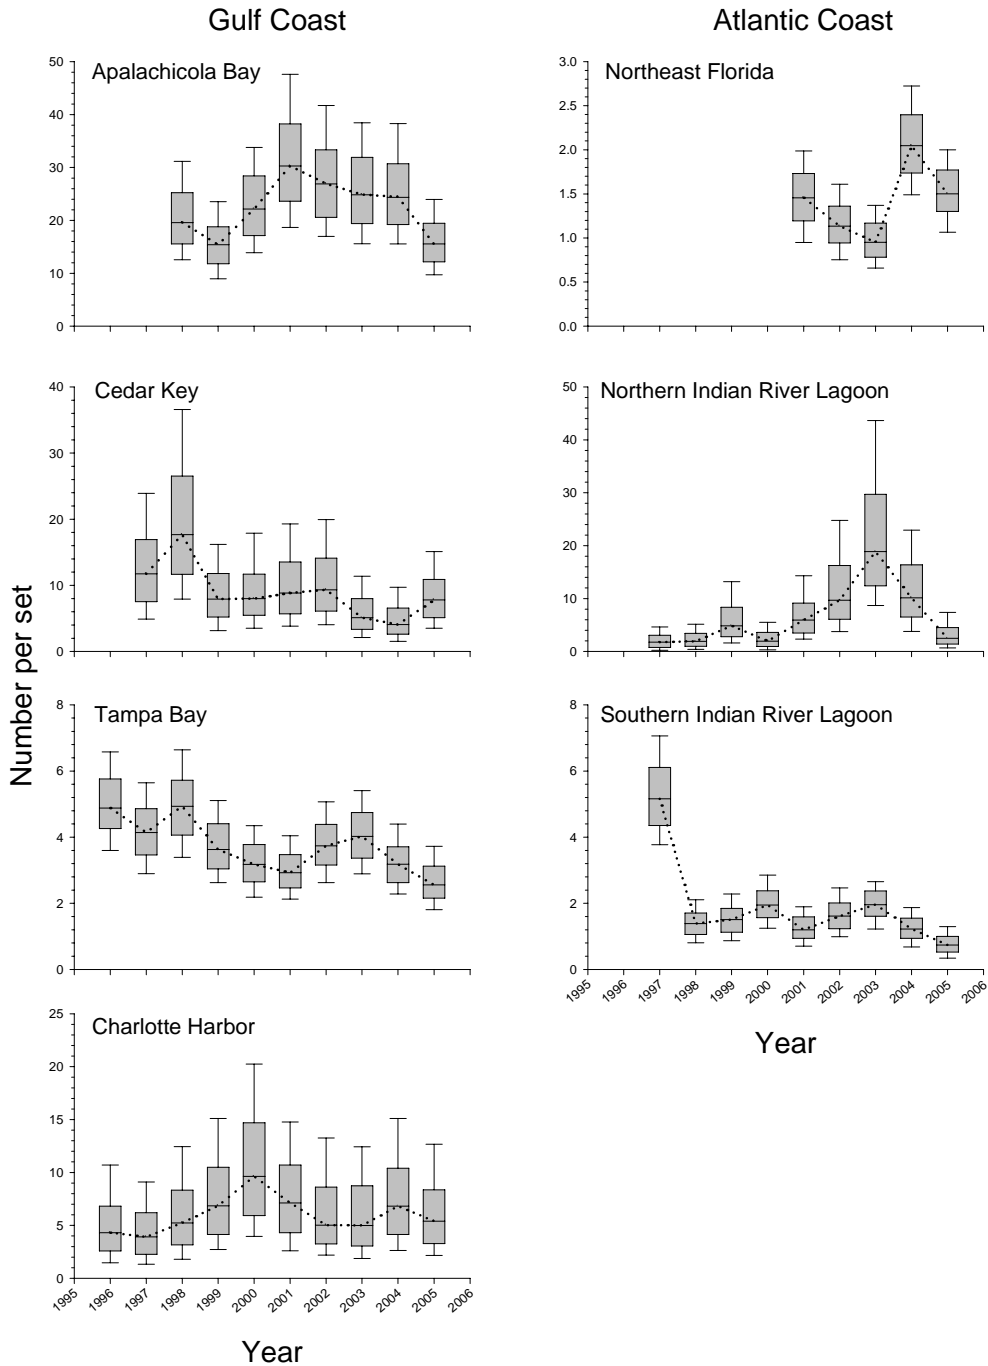 Gulf Coast
Atlantic Coast
Number per set
Apalachicola Bay
50
40
30
20
10
0
Northeast Florida
3.0
2.5
2.0
1.5
1.0
0.5
0.0
Cedar Key
40
30
20
10
0
Northern Indian River Lagoon
50
40
30
20
10
0
Tampa Bay
8
6
4
2
0
Southern Indian River Lagoon
8
6
4
2
0
1995 1996 1997 1998 1999 2000 2001 2002 2003 2004 2005 2006
Year
Charlotte Harbor
25
20
15
10
5
0
1995 1996 1997 1998 1999 2000 2001 2002 2003 2004 2005 2006
Year